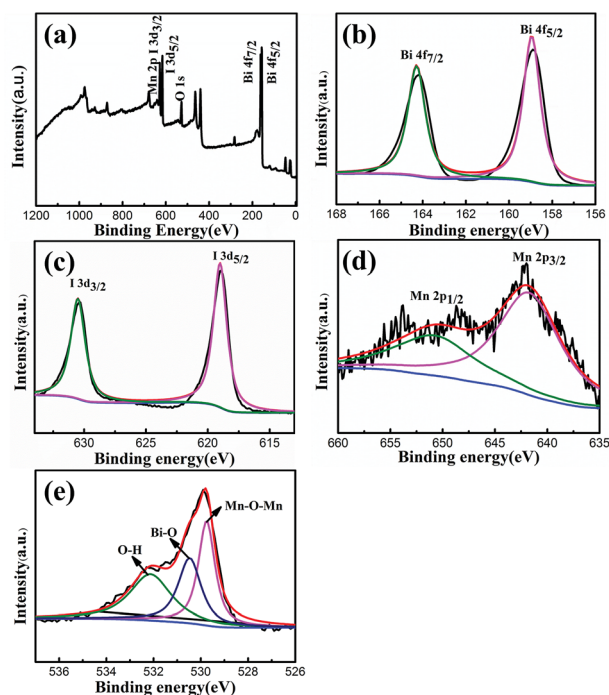 (a)
Mn 2p I 3d3/2
I 3d5/2
O 1s
Bi 4f7/2
Bi 4f5/2
Intensity(a.u.)
1200 1000 800 600 400 200 0
Binding Energy(eV)
(b)
Bi 4f7/2
Bi 4f5/2
Intensity(a.u.)
168 166 164 162 160 158 156
Binding energy(eV)
(c)
I 3d3/2
I 3d5/2
Intensity(a.u.)
630 625 620 615
Binding energy(eV)
(d)
Mn 2p1/2
Mn 2p3/2
Intensity(a.u.)
660 655 650 645 640 635
Binding energy(eV)
(e)
O-H
Bi-O
Mn-O-Mn
Intensity(a.u.)
536 534 532 530 528 526
Binding energy(eV)